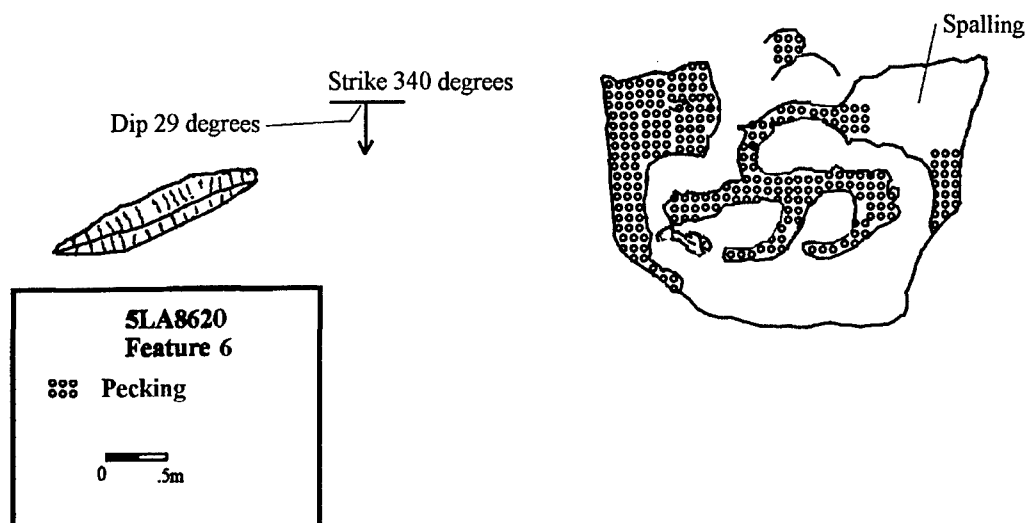 Spalling
Strike 340 degrees
Dip 29 degrees
5LA8620
Feature 6
Pecking
0 .5m